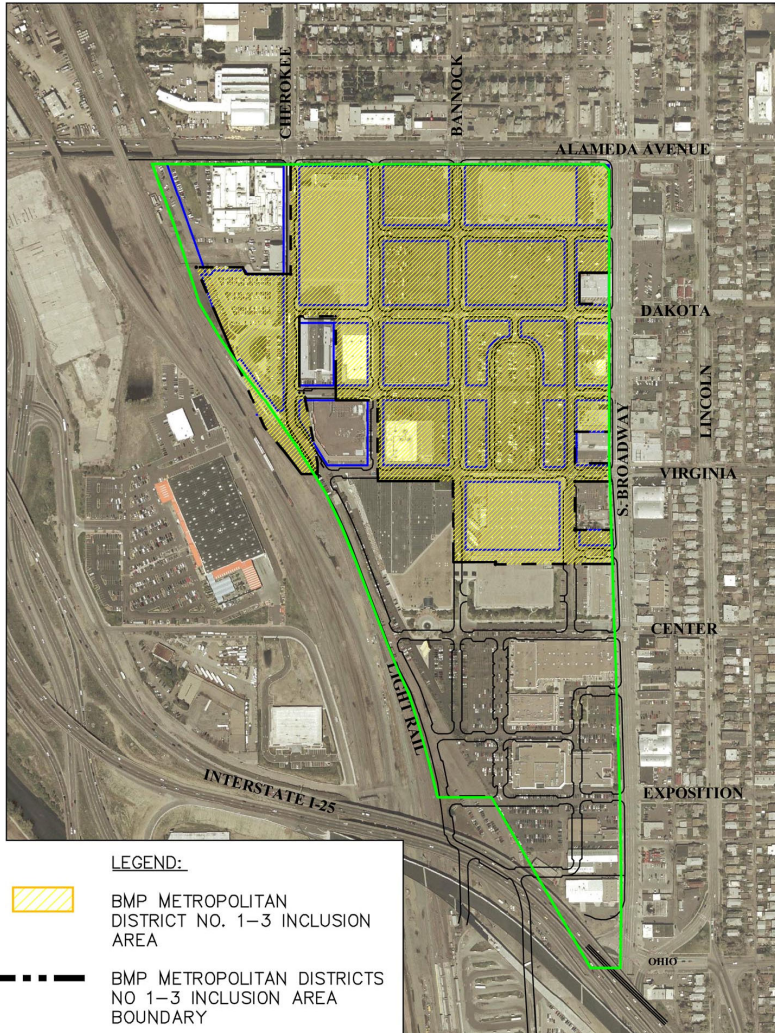 CHEROKEE
BANNOCK
ALAMEDA AVENUE
DAKOTA
LINCOLN
S. BROADWAY
VIRGINIA
CENTER
LIGHT RAIL
INTERSTATE I-25
EXPOSITION
OHIO
LEGEND:
BMP METROPOLITAN
DISTRICT NO. 1-3 INCLUSION
AREA
BMP METROPOLITAN DISTRICTS
NO 1-3 INCLUSION AREA
BOUNDARY